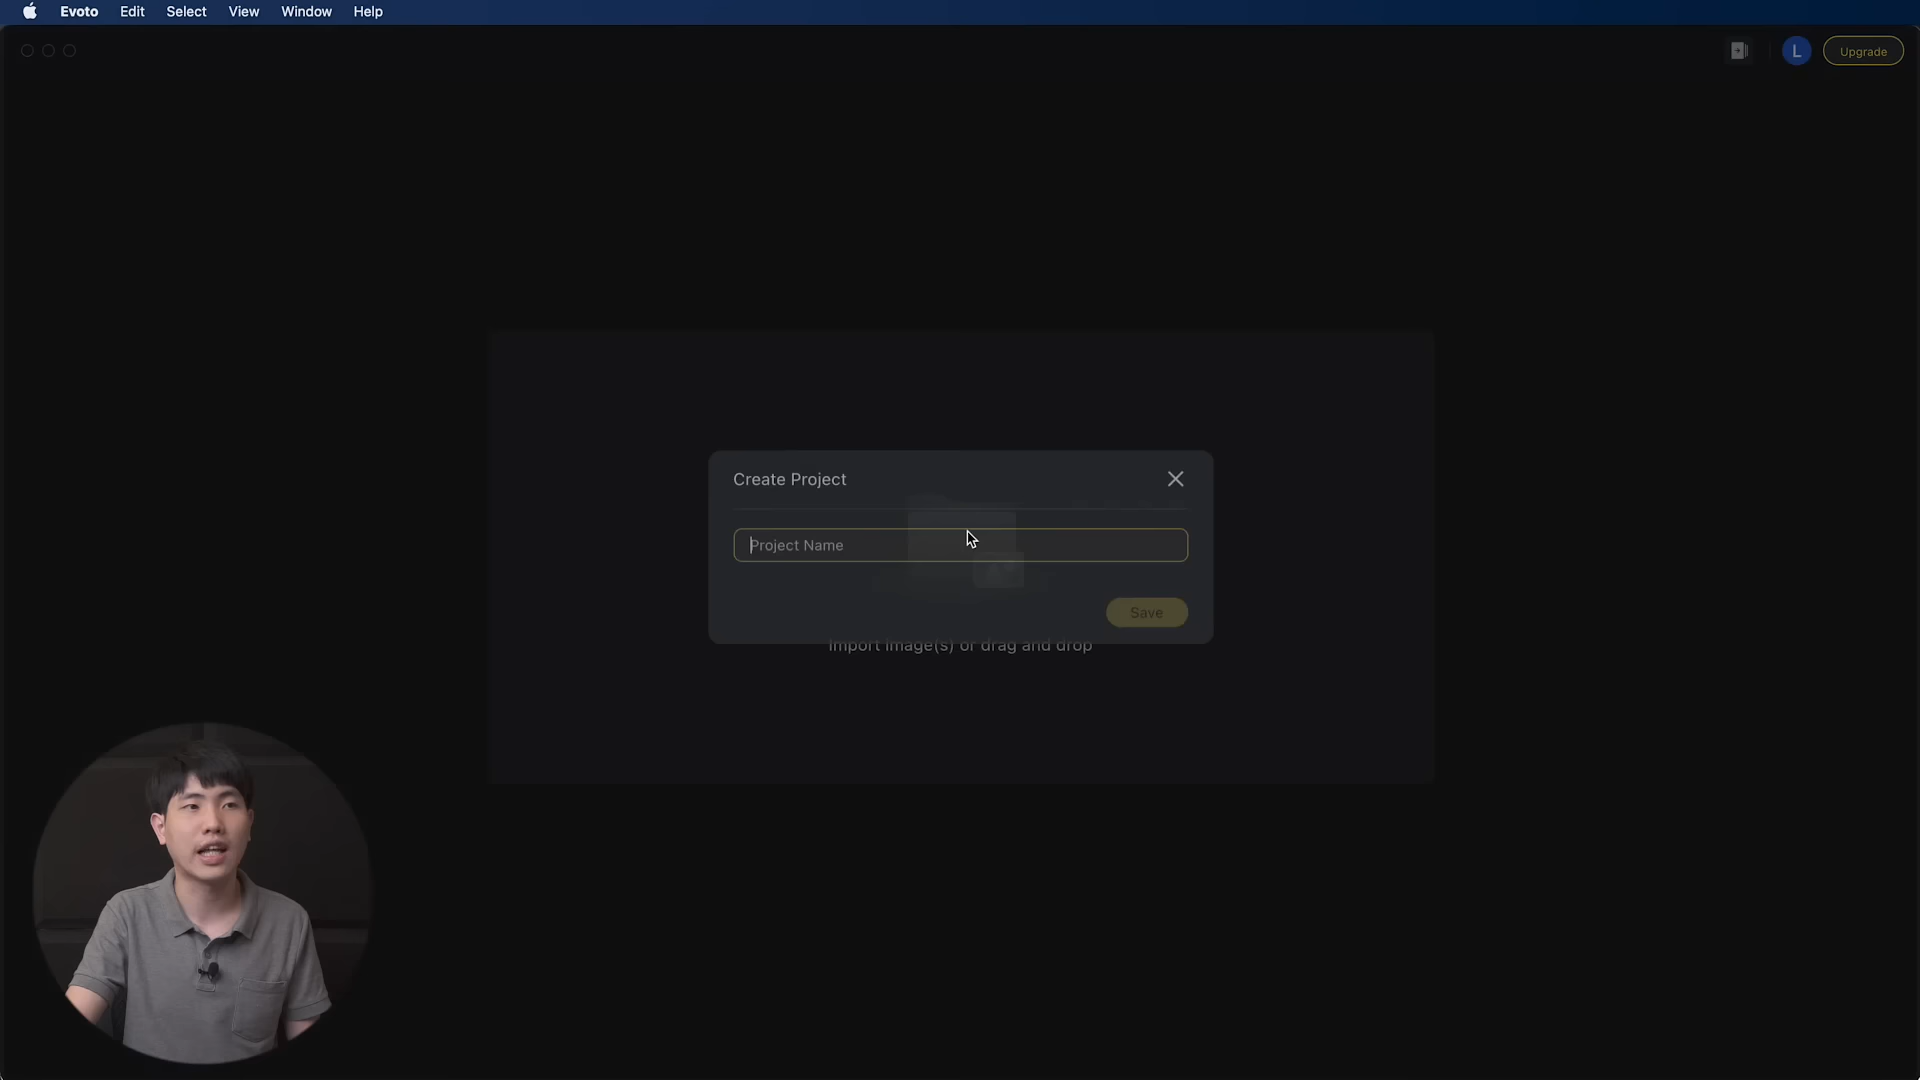 Evoto Edit Select View Window Help
L Upgrade
Create Project
Project Name
Save
Import image(s) or drag and drop